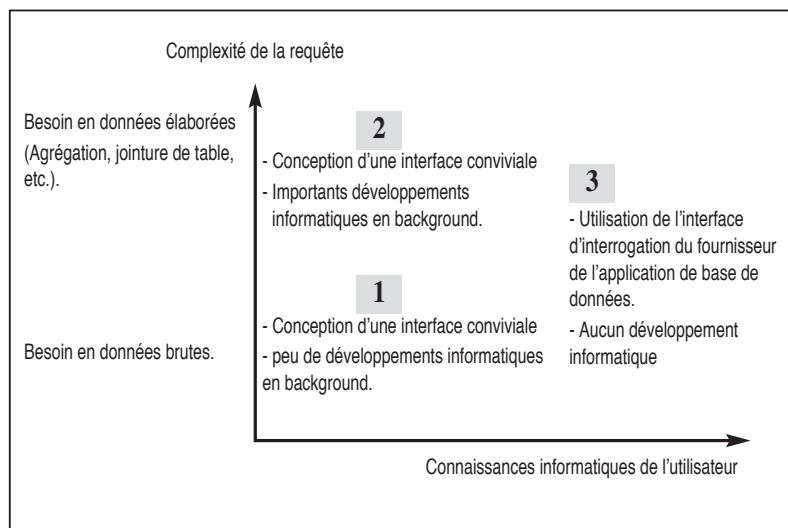 Complexité de la requête
Besoin en données élaborées
(Agrégation, jointure de table,
etc.).
2
- Conception d’une interface conviviale
- Importants développements
informatiques en background.
3
- Utilisation de l’interface
d’interrogation du fournisseur
de l’application de base de
données.
- Aucun développement
informatique
1
- Conception d’une interface conviviale
- peu de développements informatiques
en background.
Besoin en données brutes.
Connaissances informatiques de l’utilisateur